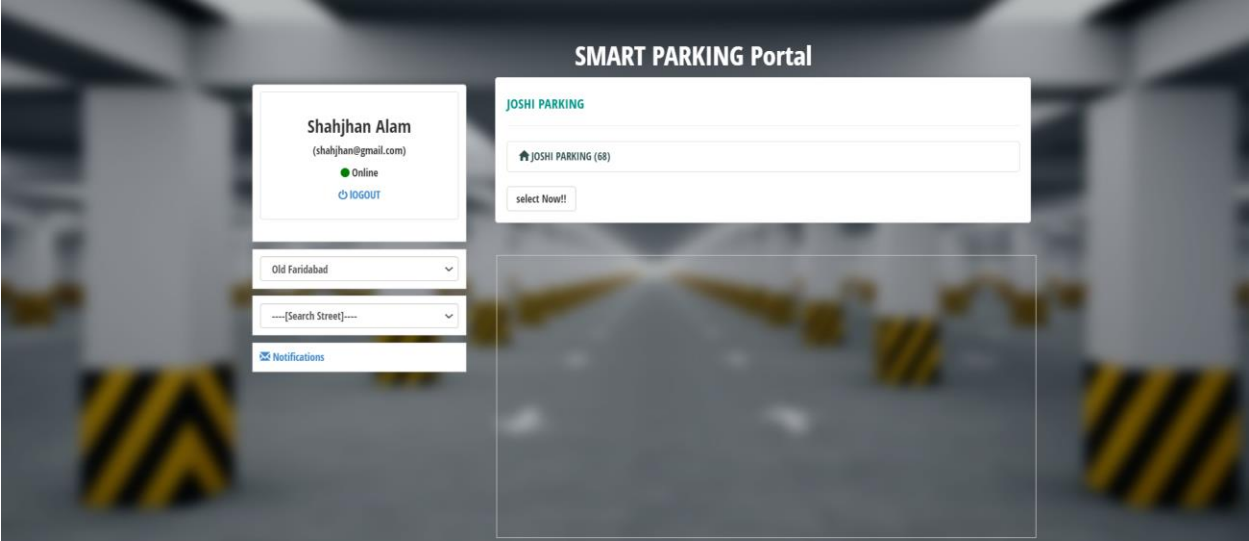 SMART PARKING Portal
Shahjhan Alam
(shahjhan@gmail.com)
Online
lOGOUT
Old Faridabad
----[Search Street]----
Notifications
JOSHI PARKING
JOSHI PARKING (68)
select Now!!